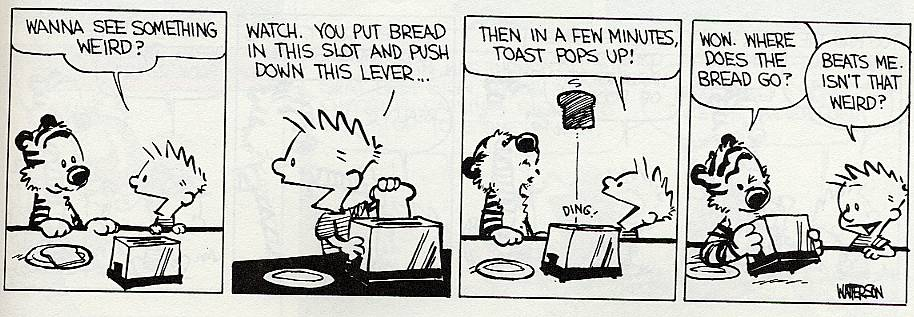 WANNA SEE SOMETHING
WEIRD?
WATCH. YOU PUT BREAD
IN THIS SLOT AND PUSH
DOWN THIS LEVER...
THEN IN A FEW MINUTES,
TOAST POPS UP!
DING!
WOW. WHERE
DOES THE
BREAD GO?
BEATS ME.
ISN'T THAT
WEIRD?
WATTERSON